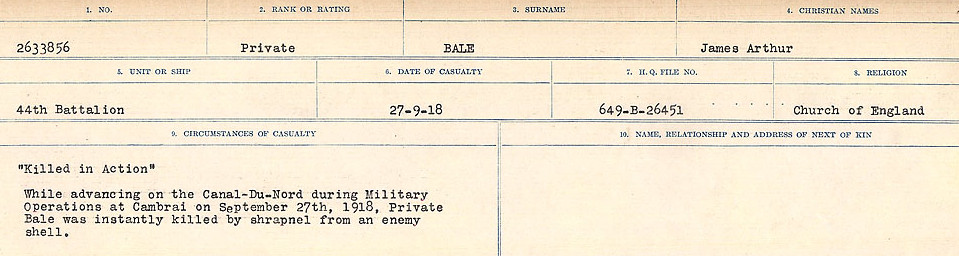 1. NO. 2. RANK OR RATING 3. SURNAME 4. CHRISTIAN NAMES
2633856 Private BALE James Arthur
5. UNIT OR SHIP 6. DATE OF CASUALTY 7. H. Q. FILE NO. 8. RELIGION
44th Battalion 27-9-18 649-B-26451 Church of England
9. CIRCUMSTANCES OF CASUALTY 10. NAME, RELATIONSHIP AND ADDRESS OF NEXT OF KIN
"Killed in Action"
While advancing on the Canal-Du-Nord during Military
Operations at Cambrai on September 27th, 1918, Private
Bale was instantly killed by shrapnel from an enemy
shell.